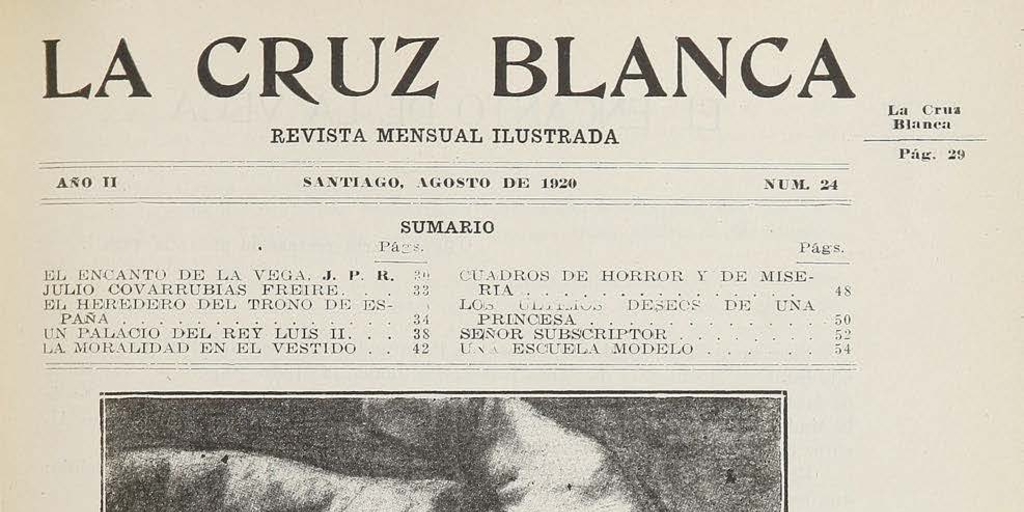 LA CRUZ BLANCA
REVISTA MENSUAL ILUSTRADA
La Cruz
Blanca
Pág. 29
AÑO II SANTIAGO, AGOSTO DE 1920 NUM. 24
SUMARIO
Págs.
EL ENCANTO DE LA VEGA, J. P. R.
JULIO COVARRUBIAS FREIRE. . . . 33
EL HEREDERO DEL TRONO DE ES-
PAÑA . . . . . . . . . . . . . . . 34
UN PALACIO DEL REY LUIS II. . . 38
LA MORALIDAD EN EL VESTIDO . . 42
Págs.
CUADROS DE HORROR Y DE MISE-
RIA . . . . . . . . . . . . . . . 48
LOS ULTIMOS DESEOS DE UNA
PRINCESA . . . . . . . . . . . . 50
SEÑOR SUBSCRIPTOR . . . . . . . 52
UNA ESCUELA MODELO . . . . . . 54